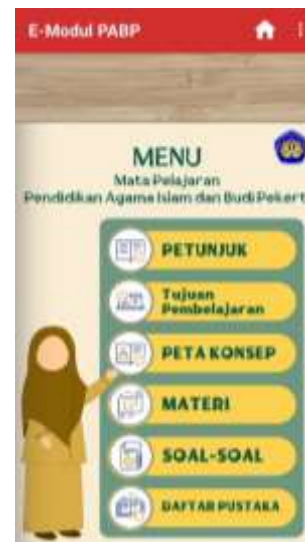 E-Modul PABP
MENU
Mata Pelajaran
Pendidikan Agama Islam dan Budi Pekert
PETUNJUK
Tujuan
Pembelajaran
PETA KONSEP
MATERI
SOAL-SOAL
DAFTAR PUSTAKA